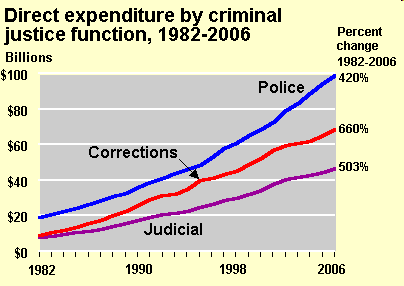 Direct expenditure by criminal
justice function, 1982-2006
Percent
change
1982-2006
Billions
$100
$80
$60
$40
$20
$0
Police
420%
Corrections
660%
Judicial
503%
1982
1990
1998
2006